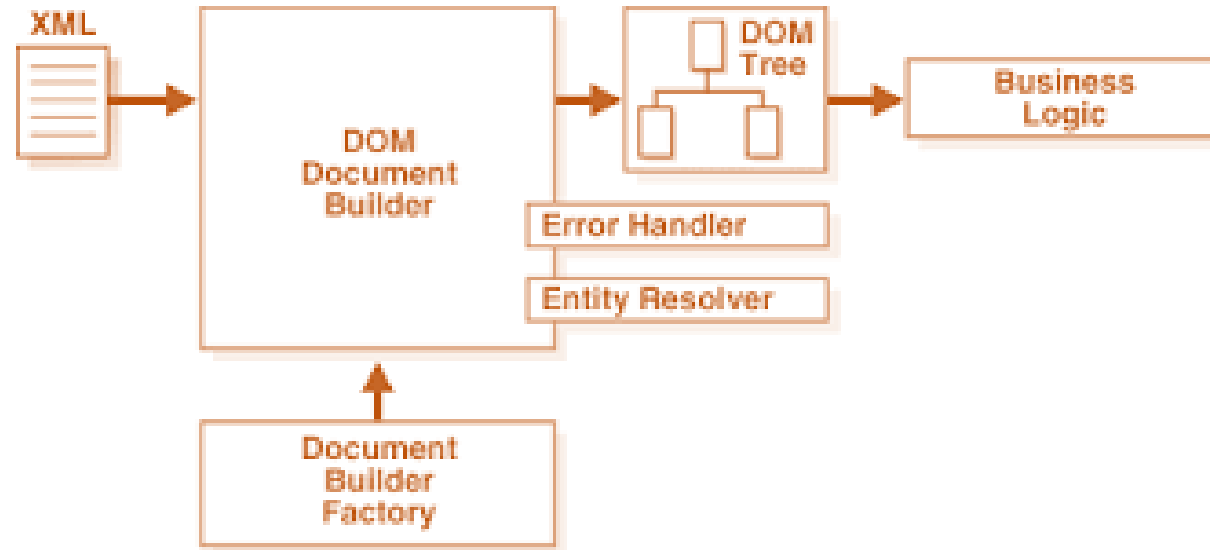 XML
DOM
Tree
Business
Logic
DOM
Document
Builder
Error Handler
Entity Resolver
Document
Builder
Factory